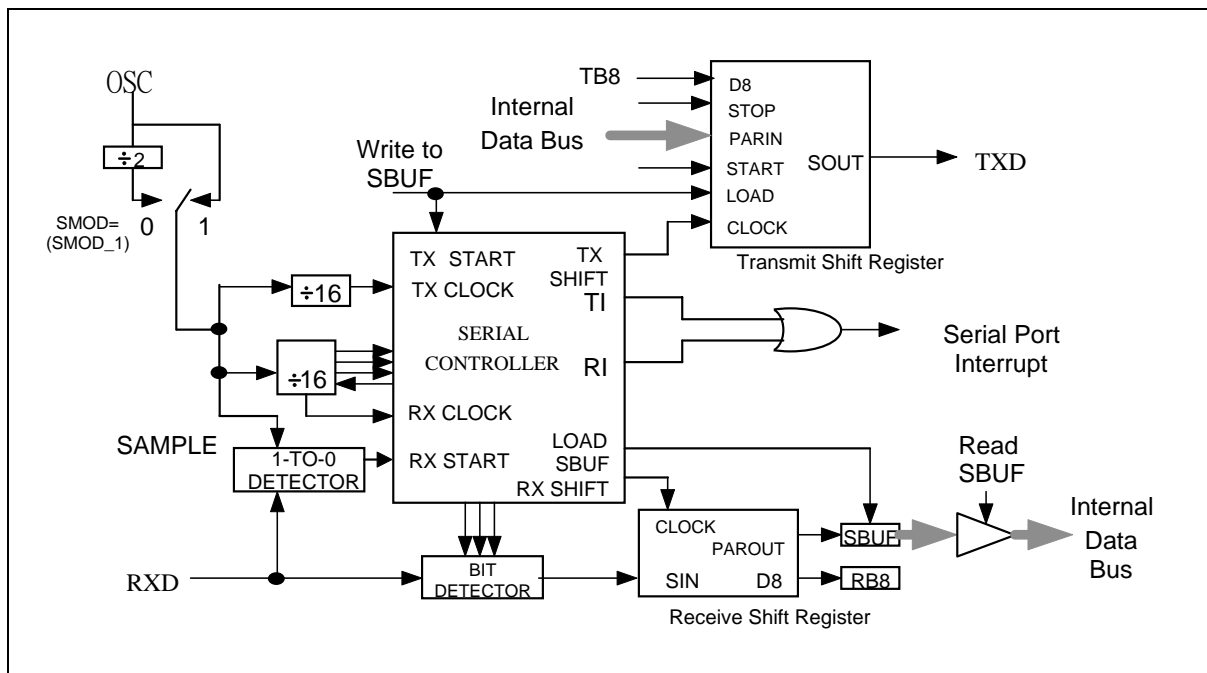 OSC
÷2
SMOD=
(SMOD_1)
0
1
Write to
SBUF
TB8
Internal
Data Bus
D8
STOP
PARIN
START
LOAD
CLOCK
SOUT
TXD
Transmit Shift Register
÷16
÷16
TX START
TX CLOCK
SERIAL
CONTROLLER
RX CLOCK
RX START
TX
SHIFT
TI
RI
LOAD
SBUF
RX SHIFT
Serial Port
Interrupt
SAMPLE
1-TO-0
DETECTOR
RXD
BIT
DETECTOR
CLOCK
PAROUT
SIN
D8
Receive Shift Register
SBUF
RB8
Read
SBUF
Internal
Data
Bus